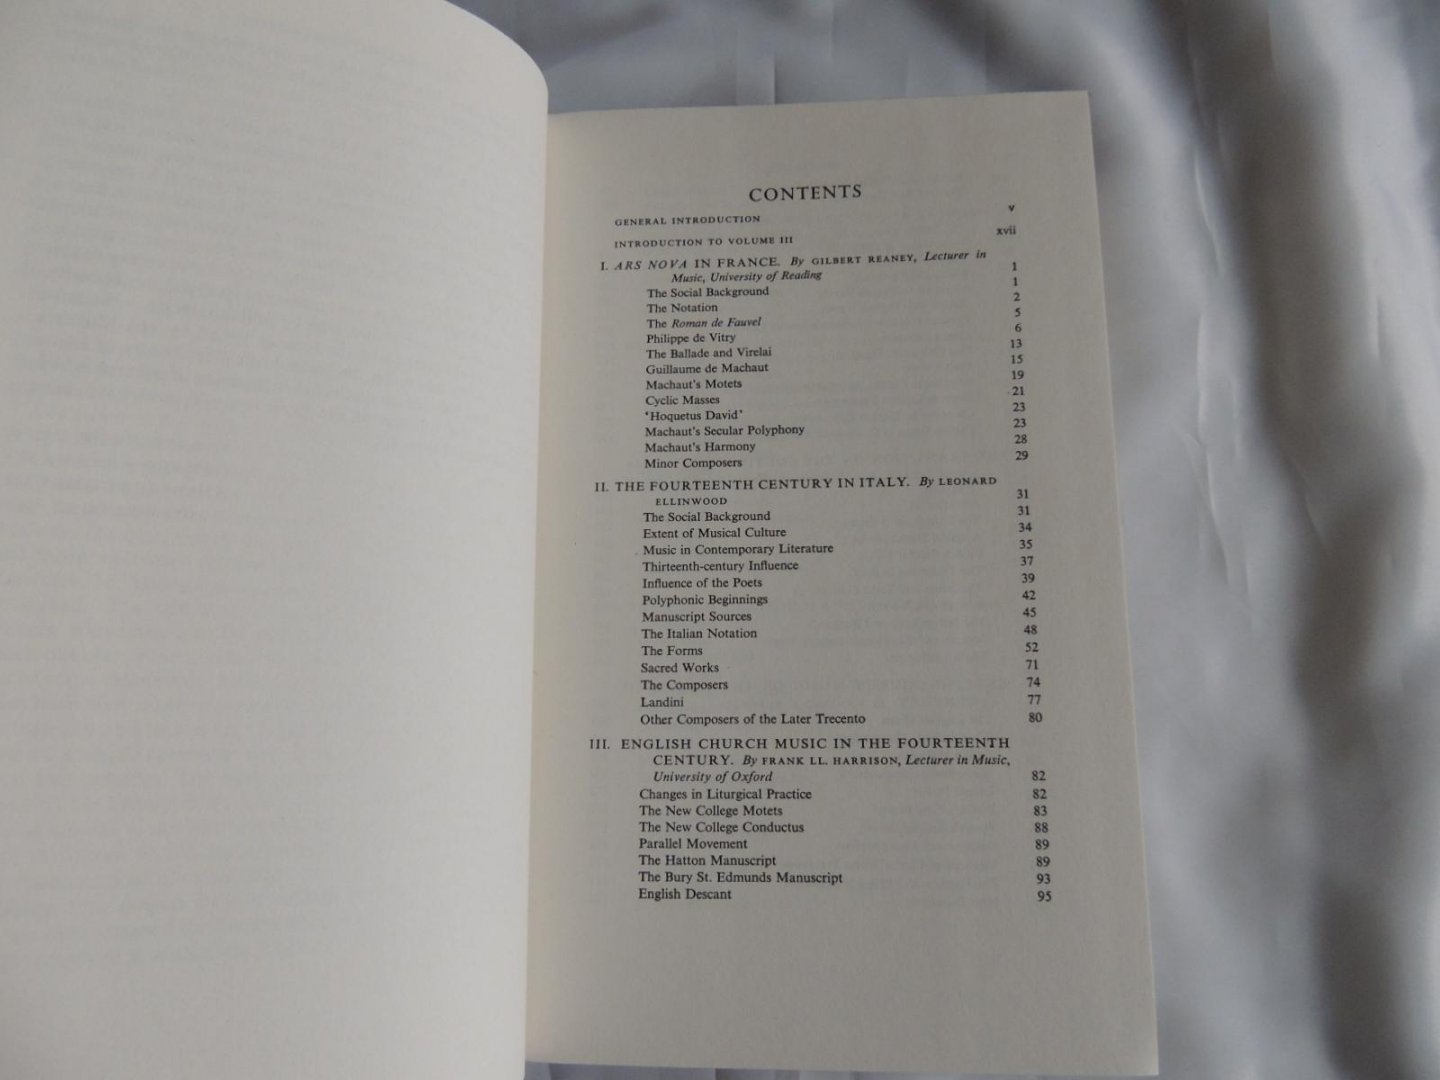 CONTENTS
GENERAL INTRODUCTION v
INTRODUCTION TO VOLUME III xvii
I. ARS NOVA IN FRANCE. By GILBERT REANEY, Lecturer in
Music, University of Reading 1
The Social Background 1
The Notation 2
The Roman de Fauvel 5
Philippe de Vitry 6
The Ballade and Virelai 13
Guillaume de Machaut 15
Machaut's Motets 19
Cyclic Masses 21
'Hoquetus David' 23
Machaut's Secular Polyphony 23
Machaut's Harmony 28
Minor Composers 29
II. THE FOURTEENTH CENTURY IN ITALY. By LEONARD
ELLINWOOD 31
The Social Background 31
Extent of Musical Culture 34
Music in Contemporary Literature 35
Thirteenth-century Influence 37
Influence of the Poets 39
Polyphonic Beginnings 42
Manuscript Sources 45
The Italian Notation 48
The Forms 52
Sacred Works 71
The Composers 74
Landini 77
Other Composers of the Later Trecento 80
III. ENGLISH CHURCH MUSIC IN THE FOURTEENTH
CENTURY. By FRANK LL. HARRISON, Lecturer in Music,
University of Oxford 82
Changes in Liturgical Practice 82
The New College Motets 83
The New College Conductus 88
Parallel Movement 89
The Hatton Manuscript 89
The Bury St. Edmunds Manuscript 93
English Descant 95